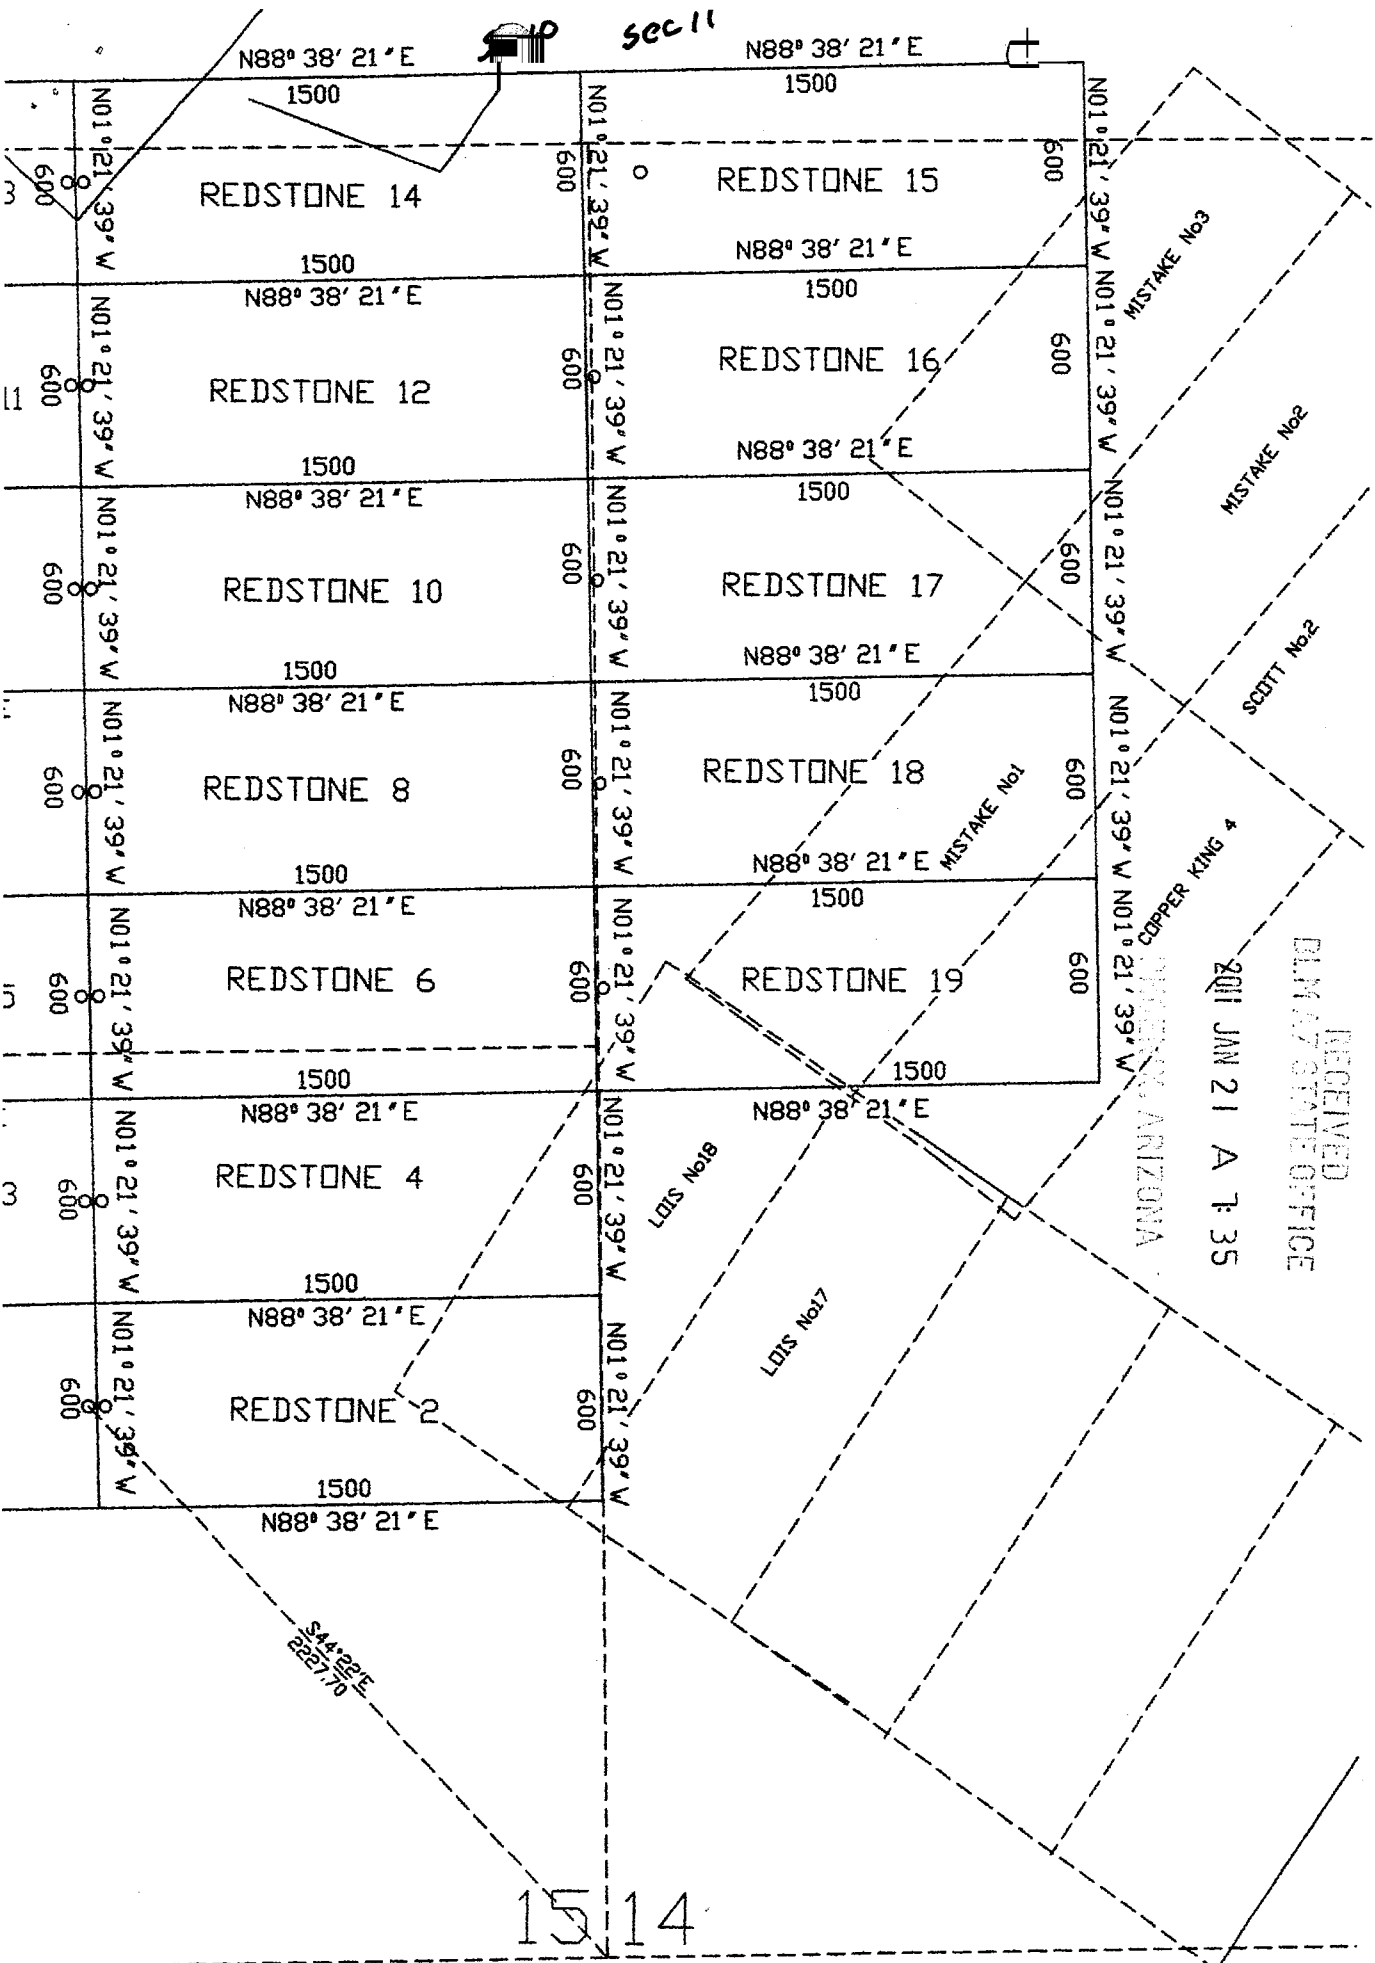 10
Sec 11
N88° 38' 21" E
1500
N88° 38' 21" E
1500
N01° 21' 39" W
N01° 21' 39" W
N01° 21' 39" W
3
600
REDSTONE 14
600
REDSTONE 15
600
MISTAKE No3
1500
N88° 38' 21" E
N88° 38' 21" E
1500
N01° 21' 39" W
N01° 21' 39" W
N01° 21' 39" W
11
600
REDSTONE 12
600
REDSTONE 16
600
MISTAKE No2
1500
N88° 38' 21" E
N88° 38' 21" E
1500
N01° 21' 39" W
N01° 21' 39" W
N01° 21' 39" W
600
REDSTONE 10
600
REDSTONE 17
600
SCOTT No.2
1500
N88° 38' 21" E
N88° 38' 21" E
1500
N01° 21' 39" W
N01° 21' 39" W
N01° 21' 39" W
600
REDSTONE 8
600
REDSTONE 18
600
MISTAKE No1
COPPER KING 4
1500
N88° 38' 21" E
N88° 38' 21" E
1500
N01° 21' 39" W
N01° 21' 39" W
N01° 21' 39" W
5
600
REDSTONE 6
600
REDSTONE 19
600
RECEIVED
STATE OFFICE
2011 JAN 21 A 7:35
ARIZONA
1500
N88° 38' 21" E
1500
N88° 38' 21" E
N01° 21' 39" W
N01° 21' 39" W
3
600
REDSTONE 4
600
LOIS No18
LOIS No17
1500
N88° 38' 21" E
N01° 21' 39" W
N01° 21' 39" W
600
REDSTONE 2
600
1500
N88° 38' 21" E
S44°22'E
2227.70
15
14